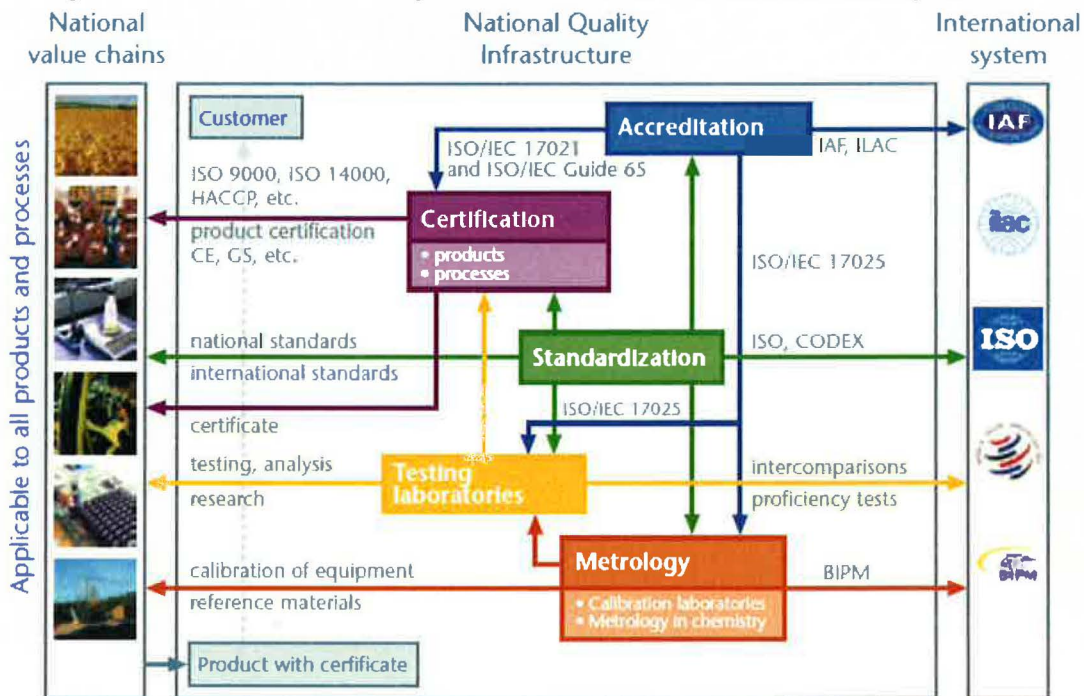 National
value chains
National Quality
Infrastructure
International
system
Applicable to all products and processes
Customer
Accreditation
IAF, ILAC
IAF
ISO/IEC 17021
and ISO/IEC Guide 65
ISO 9000, ISO 14000,
HACCP, etc.
product certification
CE, GS, etc.
Certification
• products
• processes
ilac
ISO/IEC 17025
national standards
international standards
Standardization
ISO, CODEX
ISO
ISO/IEC 17025
certificate
testing, analysis
research
Testing
laboratories
intercomparisons
proficiency tests
Metrology
• Calibration laboratories
• Metrology in chemistry
calibration of equipment
reference materials
BIPM
BIPM
Product with cerfificate